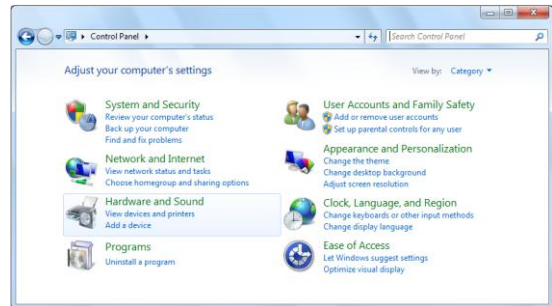 Control Panel
Search Control Panel
Adjust your computer's settings
View by: Category
System and Security
Review your computer's status
Back up your computer
Find and fix problems
Network and Internet
View network status and tasks
Choose homegroup and sharing options
Hardware and Sound
View devices and printers
Add a device
Programs
Uninstall a program
User Accounts and Family Safety
Add or remove user accounts
Set up parental controls for any user
Appearance and Personalization
Change the theme
Change desktop background
Adjust screen resolution
Clock, Language, and Region
Change keyboards or other input methods
Change display language
Ease of Access
Let Windows suggest settings
Optimize visual display